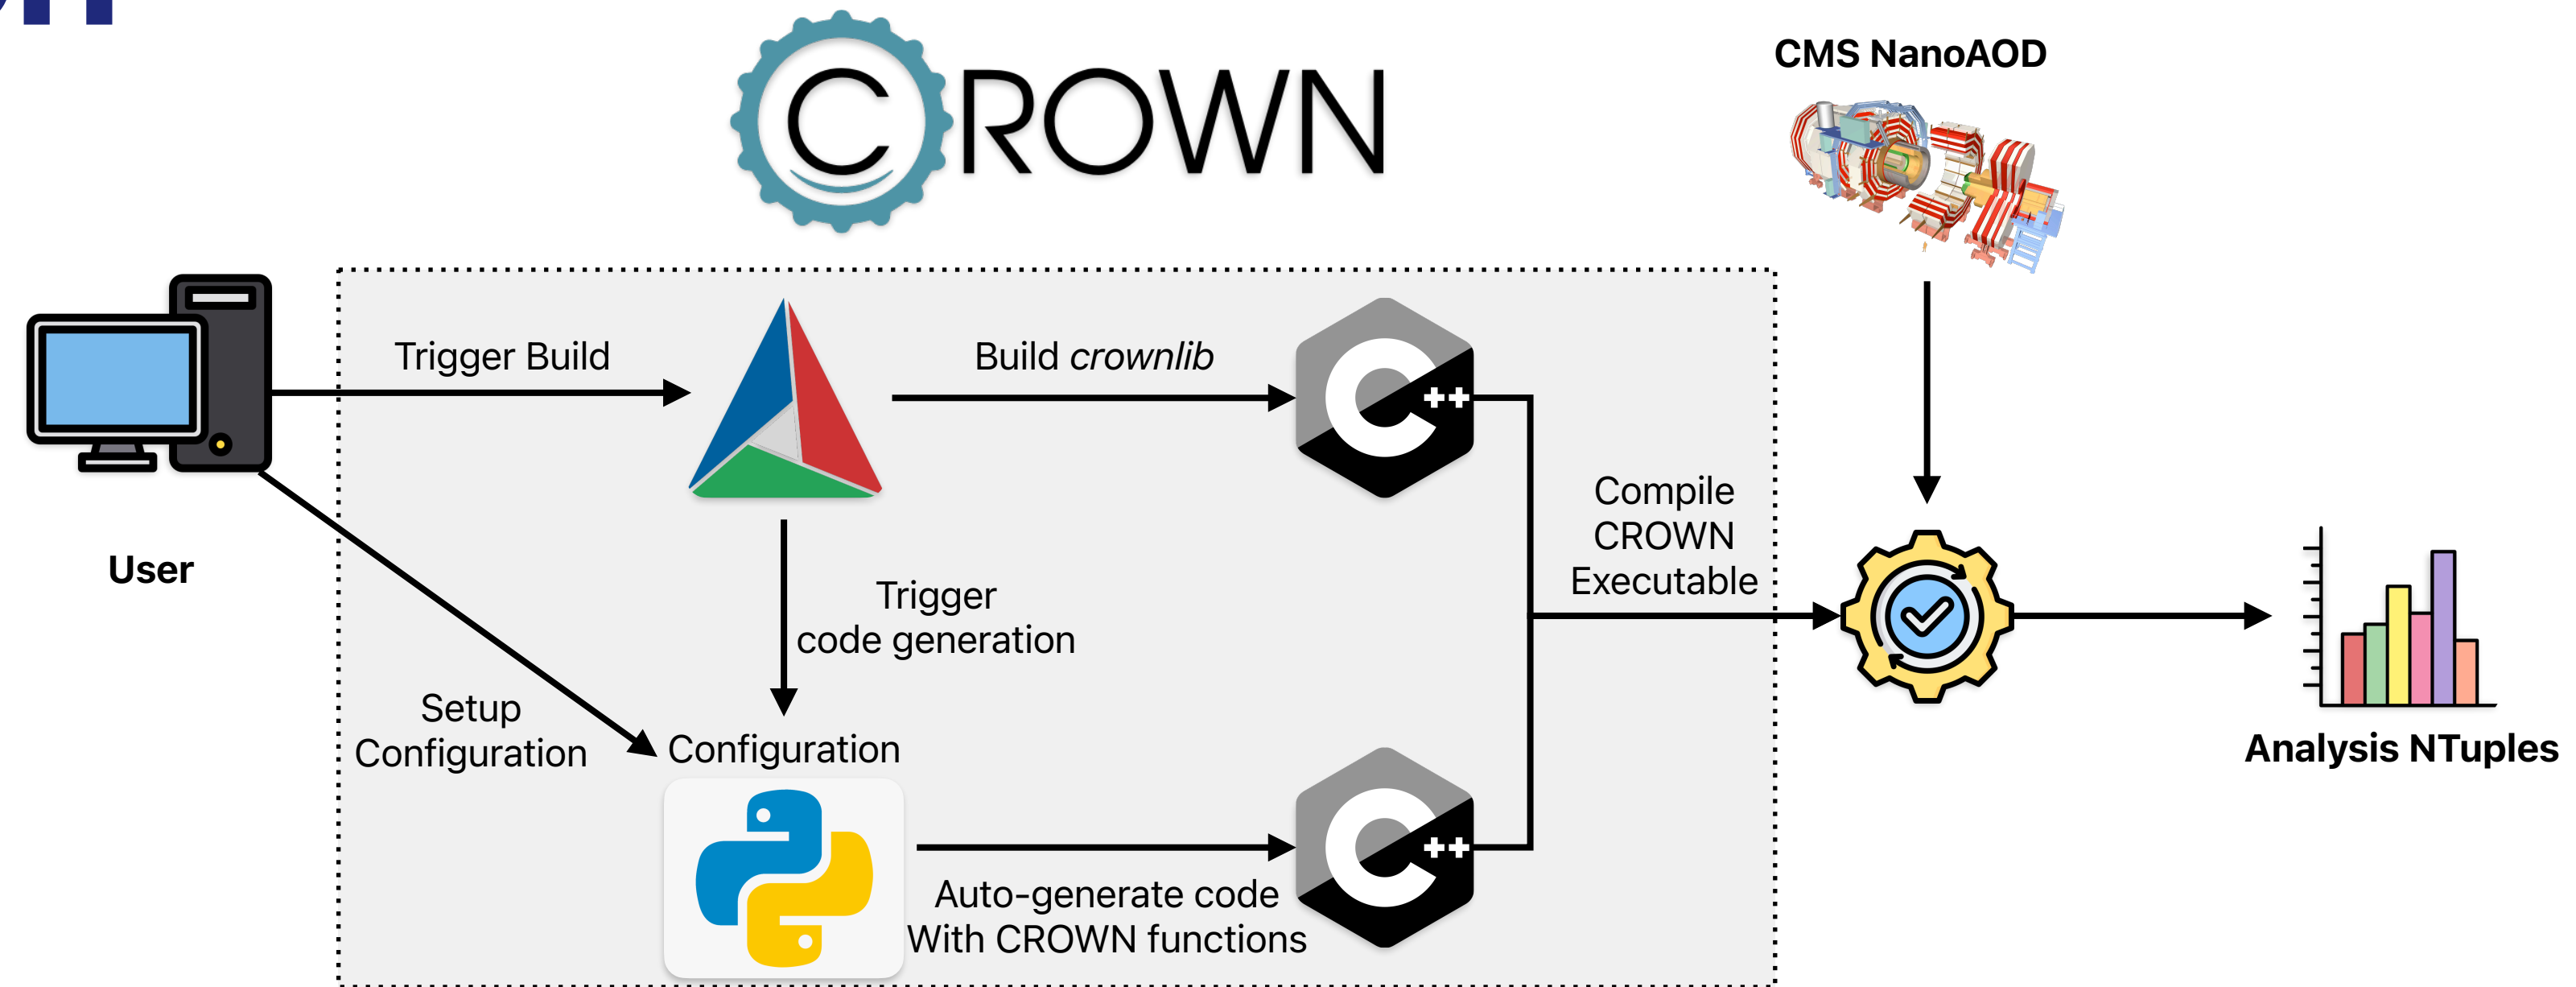 CROWN
CMS NanoAOD
Trigger Build
Build crownlib
C++
User
Compile
CROWN
Executable
Trigger
code generation
Setup
Configuration
Configuration
Analysis NTuples
C++
Auto-generate code
With CROWN functions